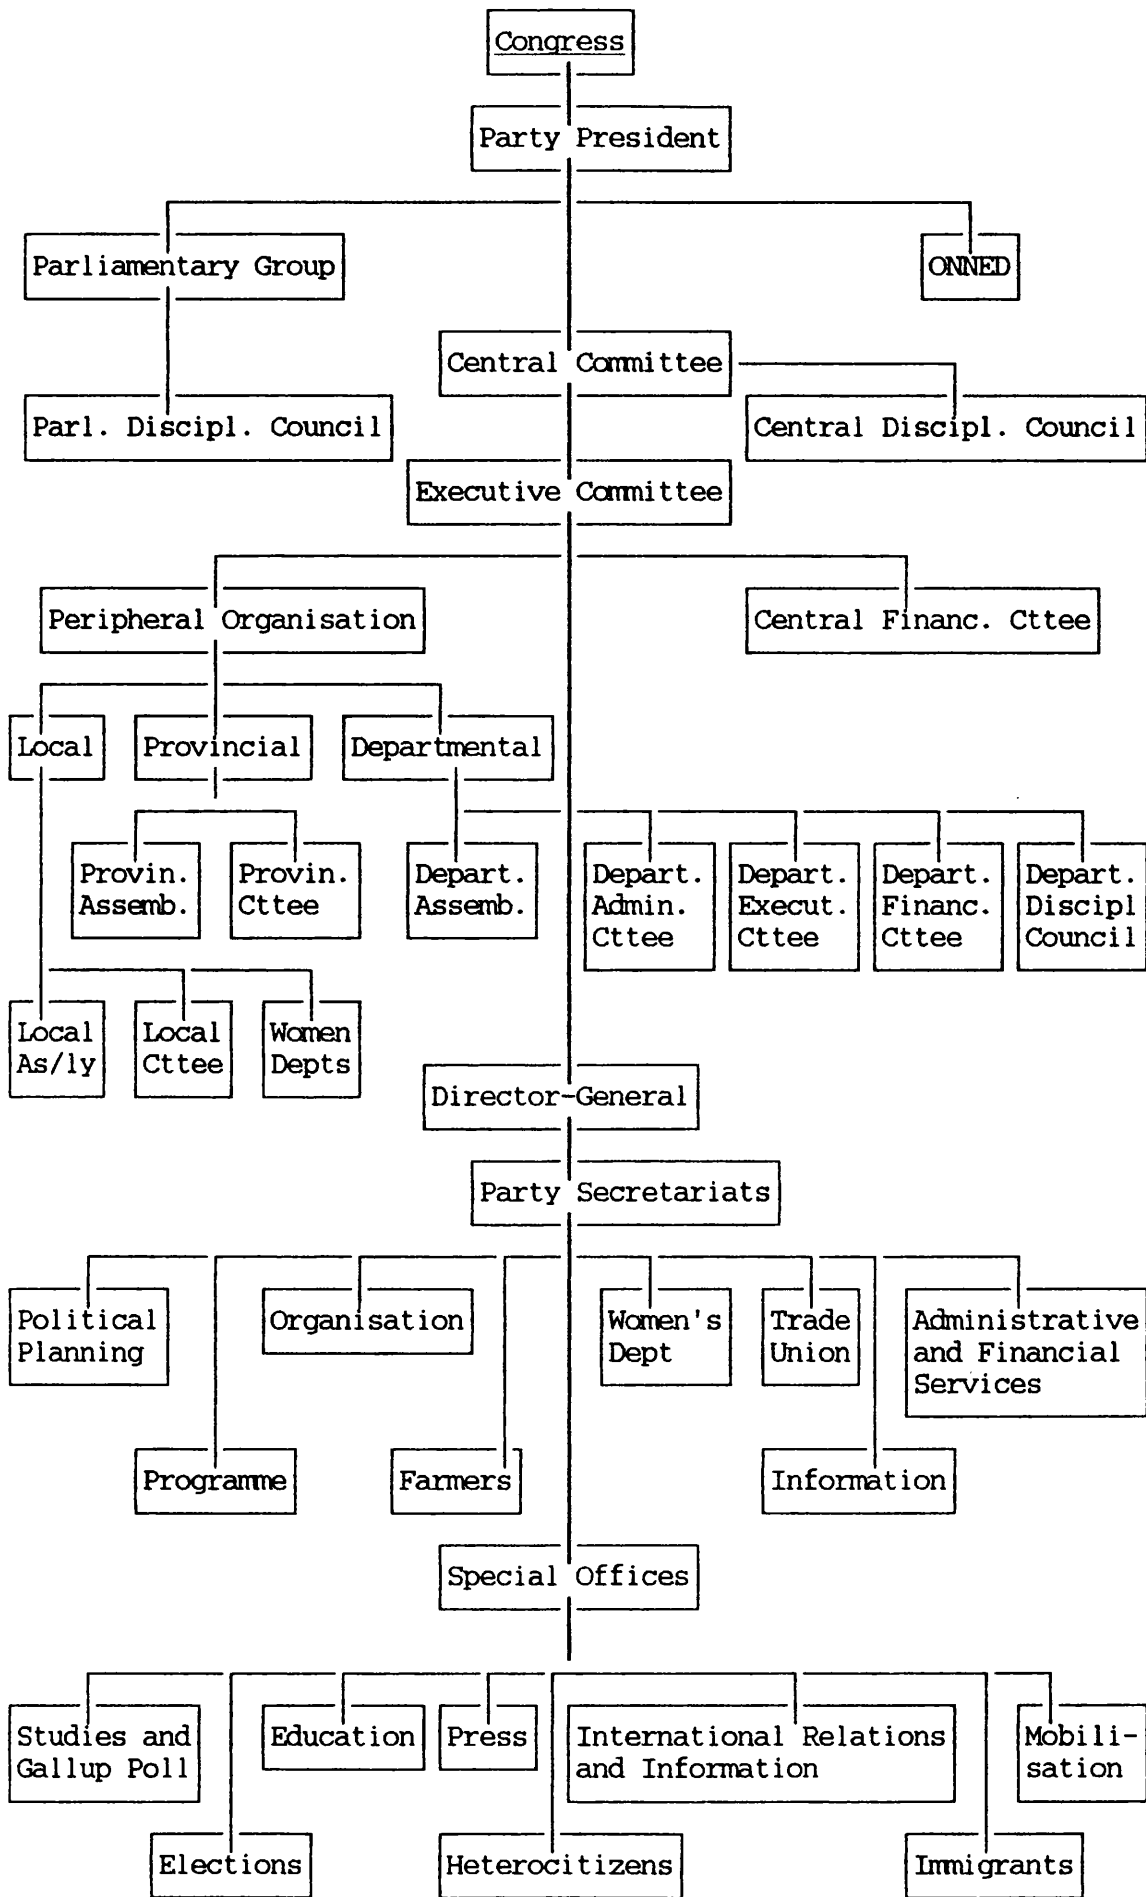 Congress
Party President
Parliamentary Group
ONNED
Central Committee
Parl. Discipl. Council
Central Discipl. Council
Executive Committee
Peripheral Organisation
Central Financ. Cttee
Local
Provincial
Departmental
Provin.
Assemb.
Provin.
Cttee
Depart.
Assemb.
Depart.
Admin.
Cttee
Depart.
Execut.
Cttee
Depart.
Financ.
Cttee
Depart.
Discipl
Council
Local
As/ly
Local
Cttee
Women
Depts
Director-General
Party Secretariats
Political
Planning
Organisation
Women's
Dept
Trade
Union
Administrative
and Financial
Services
Programme
Farmers
Information
Special Offices
Studies and
Gallup Poll
Education
Press
International Relations
and Information
Mobili-
sation
Elections
Heterocitizens
Immigrants